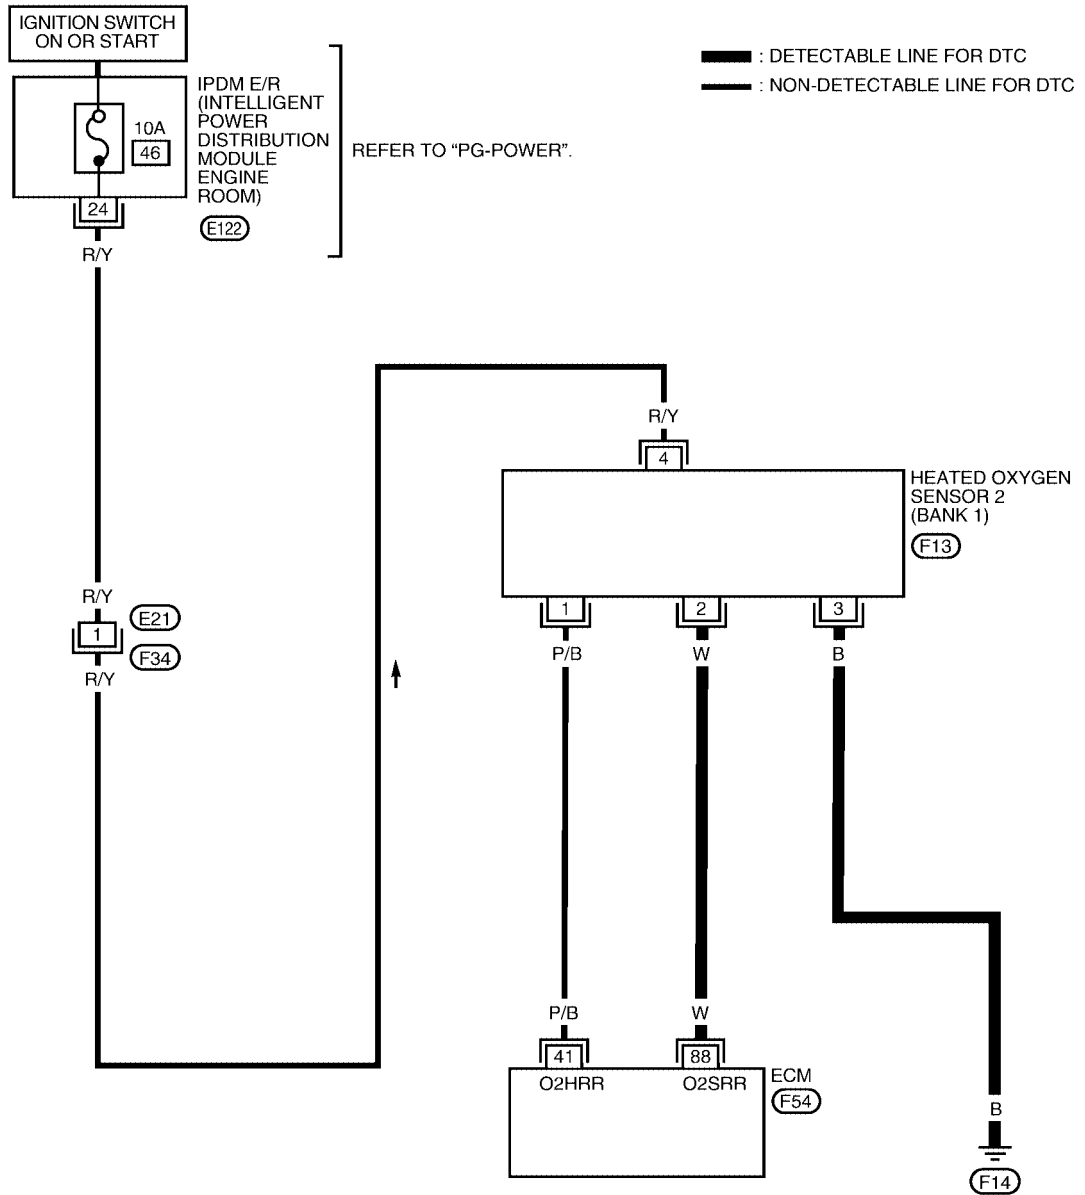 IGNITION SWITCH
ON OR START
IPDM E/R
(INTELLIGENT
POWER
DISTRIBUTION
MODULE
ENGINE
ROOM)
10A
46
24
E122
R/Y
REFER TO “PG-POWER”.
: DETECTABLE LINE FOR DTC
: NON-DETECTABLE LINE FOR DTC
R/Y
4
HEATED OXYGEN
SENSOR 2
(BANK 1)
F13
R/Y
1
E21
F34
R/Y
1
2
3
P/B
W
B
P/B
W
41
88
O2HRR
O2SRR
ECM
F54
B
F14